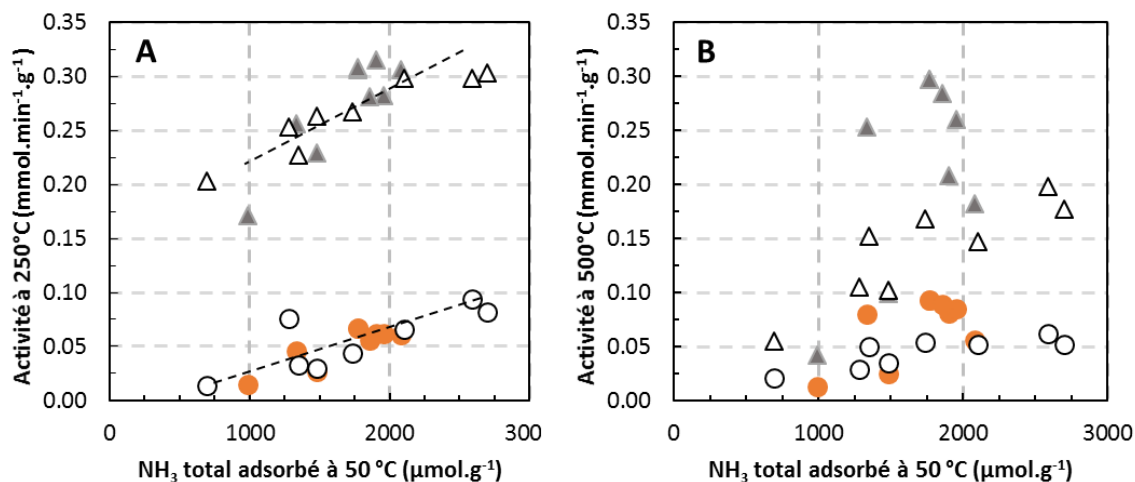 A
Activité à 250°C (mmol.min⁻¹.g⁻¹)
0.35
0.30
0.25
0.20
0.15
0.10
0.05
0.00
0 1000 2000 300
NH₃ total adsorbé à 50 °C (µmol.g⁻¹)
B
Activité à 500°C (mmol.min⁻¹.g⁻¹)
0.35
0.30
0.25
0.20
0.15
0.10
0.05
0.00
0 1000 2000 3000
NH₃ total adsorbé à 50 °C (µmol.g⁻¹)